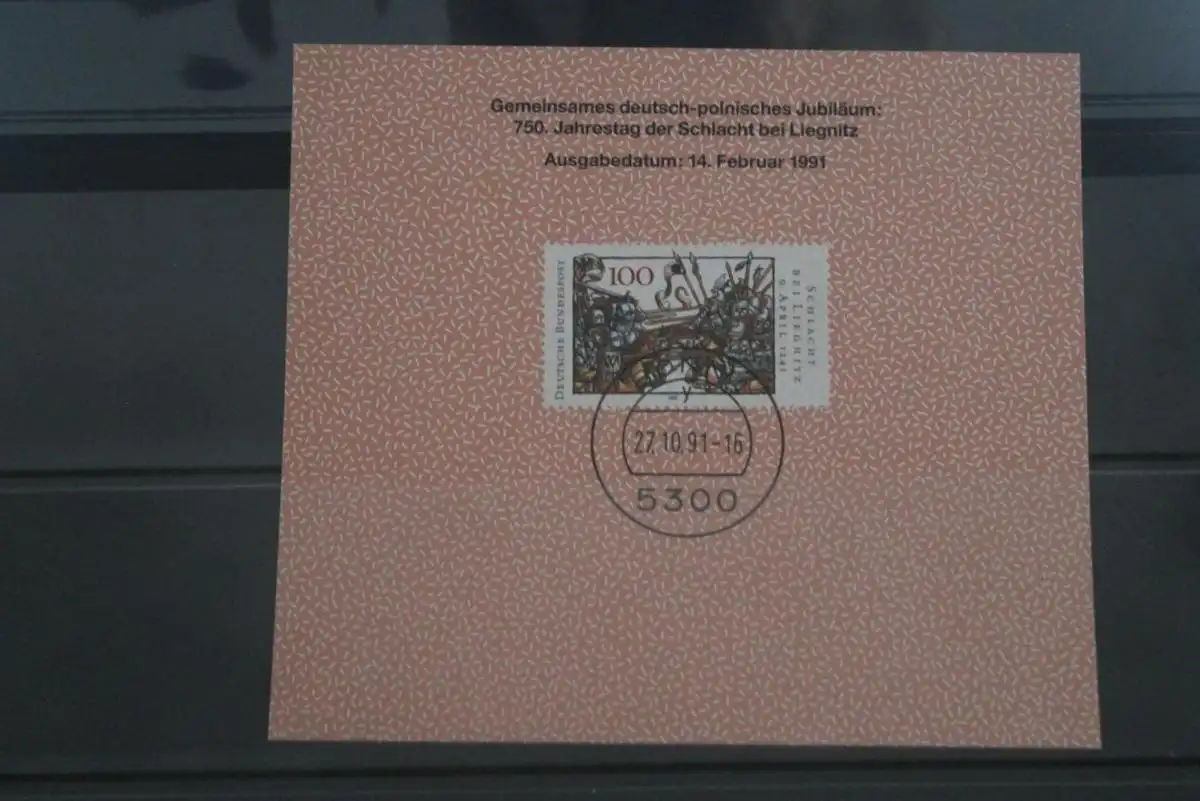 Gemeinsames deutsch-polnisches Jubiläum:
750. Jahrestag der Schlacht bei Liegnitz
Ausgabedatum: 14. Februar 1991
100
DEUTSCHE BUNDESPOST
SCHLACHT
BEI LIEGNITZ
9. APRIL 1241
y
27.10.91-16
5300